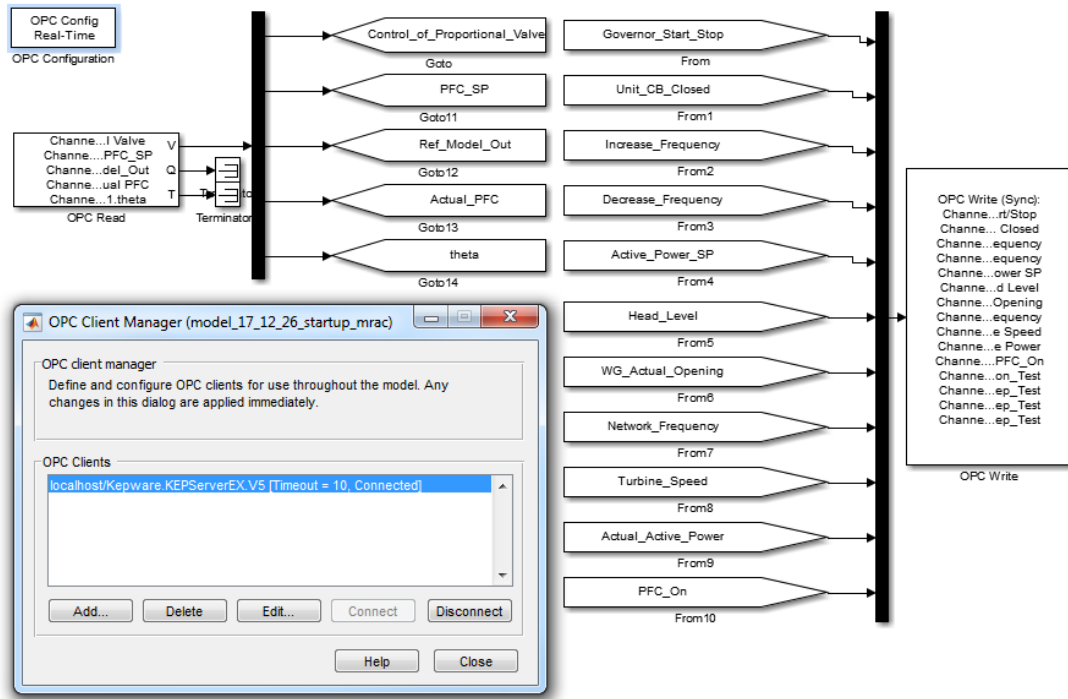 OPC Config
Real-Time
OPC Configuration
Channe...l Valve
Channe....PFC_SP
Channe...del_Out
Channe...ual PFC
Channe...1.theta
V
Q
T
OPC Read
Terminator
Control_of_Proportional_Valve
Goto
PFC_SP
Goto11
Ref_Model_Out
Goto12
Actual_PFC
Goto13
theta
Goto14
Governor_Start_Stop
From
Unit_CB_Closed
From1
Increase_Frequency
From2
Decrease_Frequency
From3
Active_Power_SP
From4
Head_Level
From5
WG_Actual_Opening
From6
Network_Frequency
From7
Turbine_Speed
From8
Actual_Active_Power
From9
PFC_On
From10
OPC Write (Sync):
Channe...rt/Stop
Channe... Closed
Channe...equency
Channe...equency
Channe...ower SP
Channe...d Level
Channe...Opening
Channe...equency
Channe...e Speed
Channe...e Power
Channe....PFC_On
Channe...on_Test
Channe...ep_Test
Channe...ep_Test
Channe...ep_Test
OPC Write
OPC Client Manager (model_17_12_26_startup_mrac)
OPC client manager
Define and configure OPC clients for use throughout the model. Any
changes in this dialog are applied immediately.
OPC Clients
localhost/Kepware.KEPServerEX.V5 [Timeout = 10, Connected]
Add...
Delete
Edit...
Connect
Disconnect
Help
Close